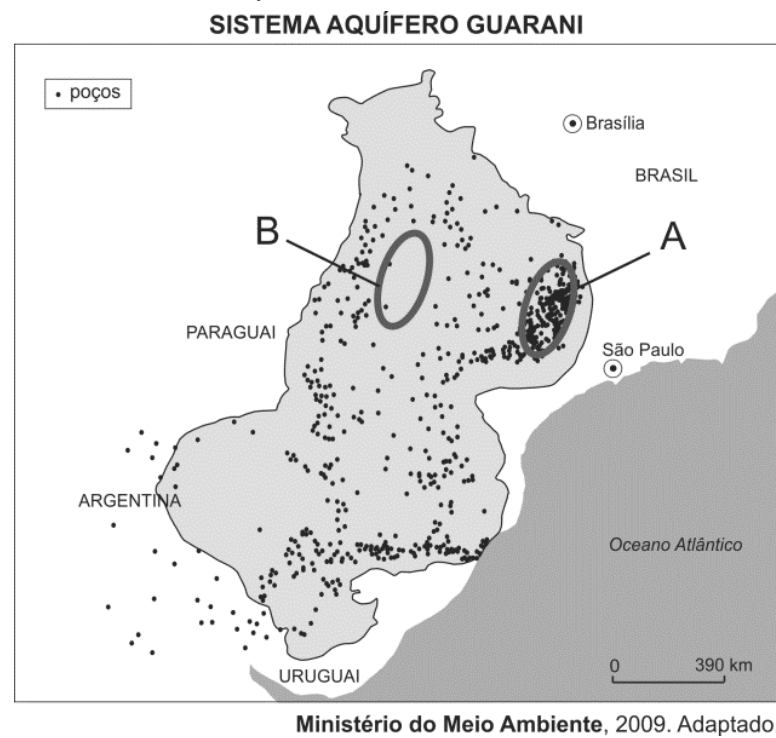 SISTEMA AQUÍFERO GUARANI
poços
Brasília
BRASIL
B
A
PARAGUAI
São Paulo
ARGENTINA
Oceano Atlântico
URUGUAI
0 390 km
Ministério do Meio Ambiente, 2009. Adaptado